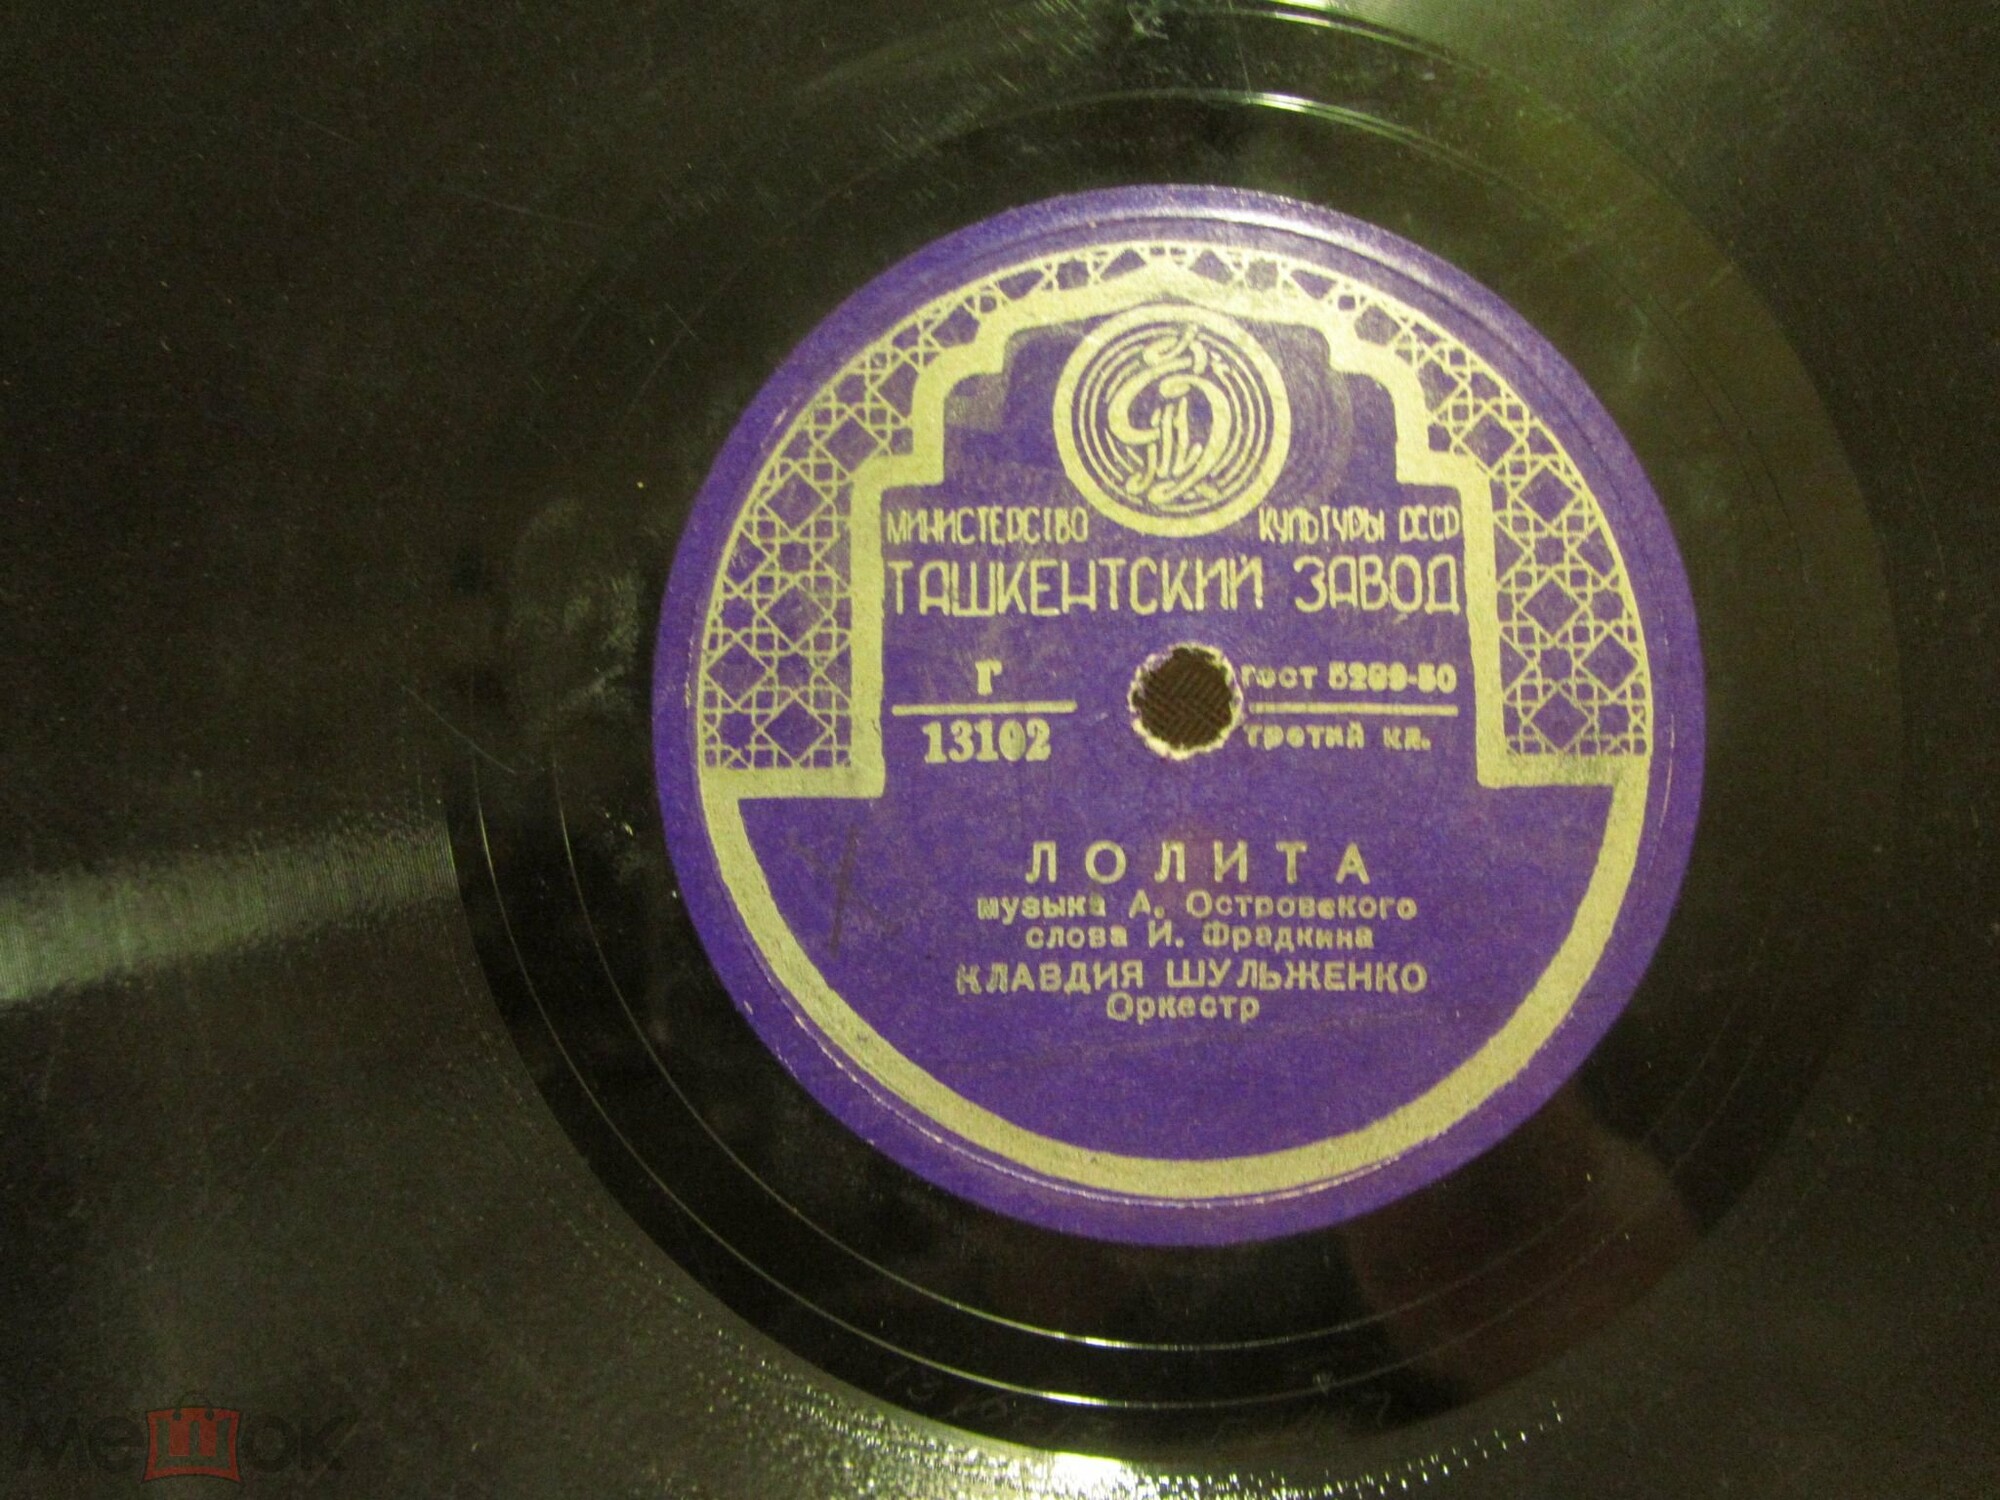 МИНИСТЕРСТВО КУЛЬТУРЫ СССР
ТАШКЕНТСКИЙ ЗАВОД
Г ГОСТ 5289-50
13102 третий кл.
ЛОЛИТА
музыка А. Островского
слова И. Фрадкина
КЛАВДИЯ ШУЛЬЖЕНКО
Оркестр
мешок